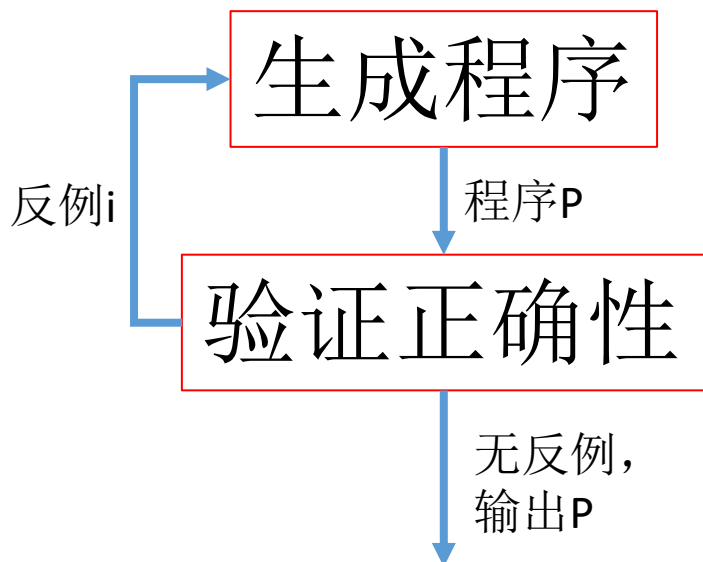 生成程序
反例i
程序P
验证正确性
无反例，
输出P